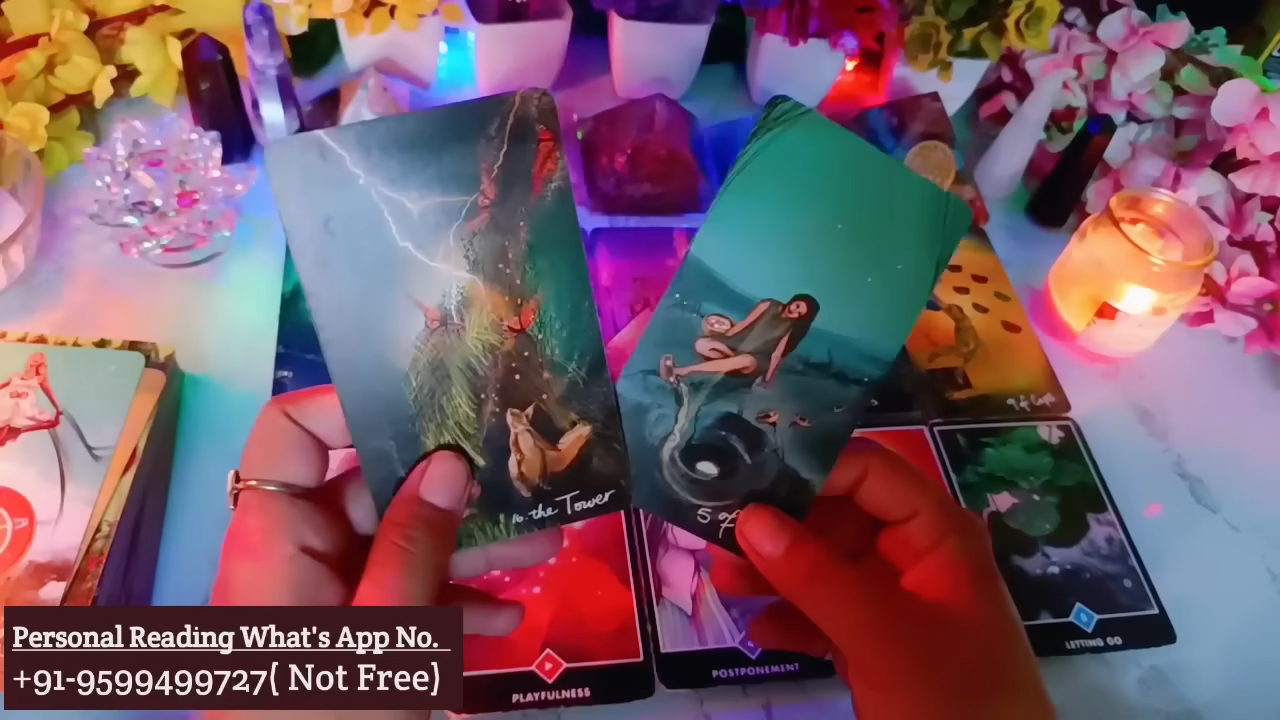 16. the Tower
5 of
9 of Cups
PLAYFULNESS
POSTPONEMENT
LETTING GO
Personal Reading What's App No.
+91-9599499727( Not Free)